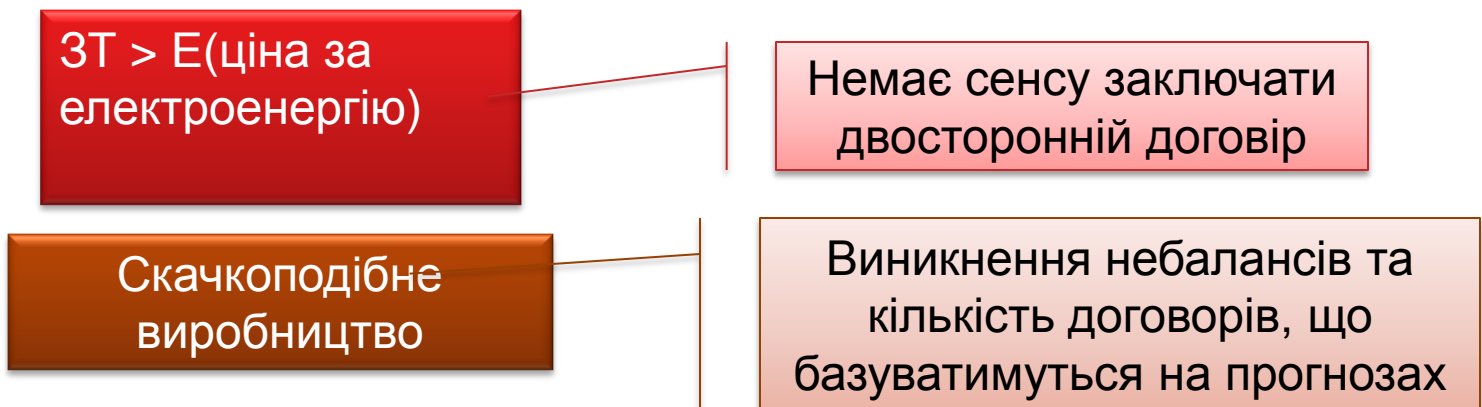 ЗТ > Е(ціна за
електроенергію)
Немає сенсу заключати
двосторонній договір
Скачкоподібне
виробництво
Виникнення небалансів та
кількість договорів, що
базуватимуться на прогнозах